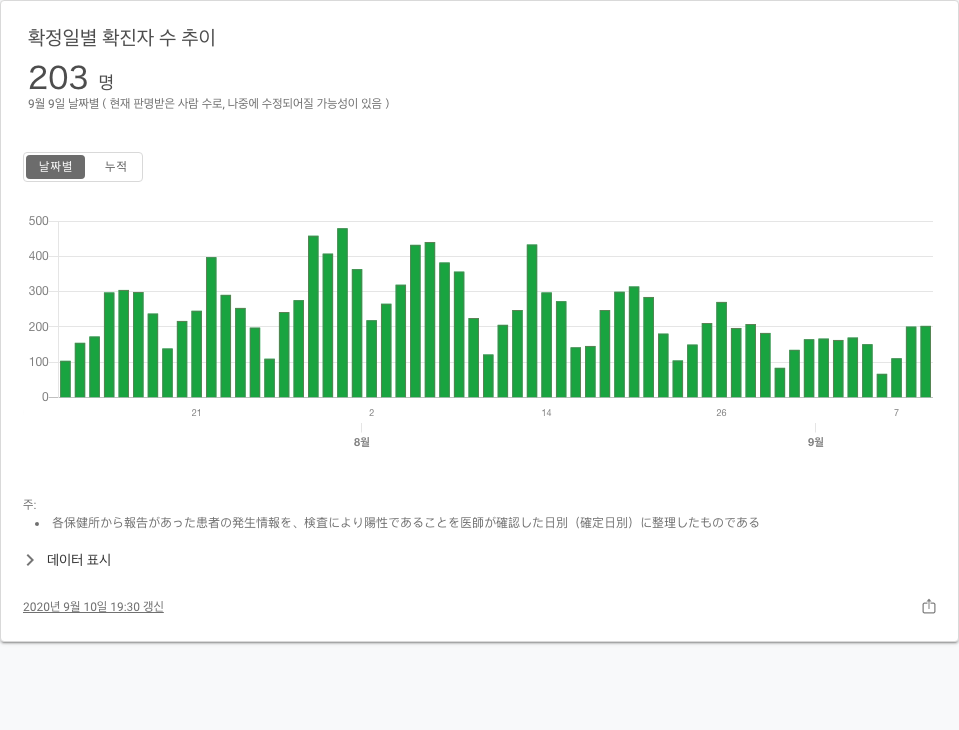 확정일별 확진자 수 추이
203 명
9월 9일 날짜별 ( 현재 판명받은 사람 수로, 나중에 수정되어질 가능성이 있음 )
날짜별 누적
500
400
300
200
100
0
21 2 14 26 7
8월 9월
주:
• 各保健所から報告があった患者の発生情報を、検査により陽性であることを医師が確認した日別（確定日別）に整理したものである
데이터 표시
2020년 9월 10일 19:30 갱신